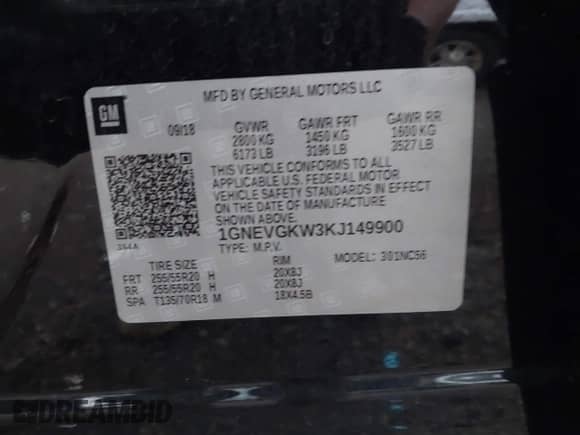 MFD BY GENERAL MOTORS LLC
GM
09/18 GVWR GAWR FRT GAWR RR
2800 KG 1450 KG 1600 KG
6173 LB 3196 LB 3527 LB
THIS VEHICLE CONFORMS TO ALL
APPLICABLE U.S. FEDERAL MOTOR
VEHICLE SAFETY STANDARDS IN EFFECT
ON THE DATE OF MANUFACTURE
SHOWN ABOVE.
1GNEVGKW3KJ149900
TYPE: M.P.V. MODEL: 301NC56
TIRE SIZE RIM
FRT 255/55R20 H 20X8J
RR 255/55R20 H 20X8J
SPA T135/70R18 M 18X4.5B
DREAMBID